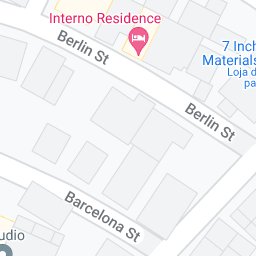 Interno Residence
Berlin St
7 Inch
Materials
Loja d
pa
Berlin St
Barcelona St
udio